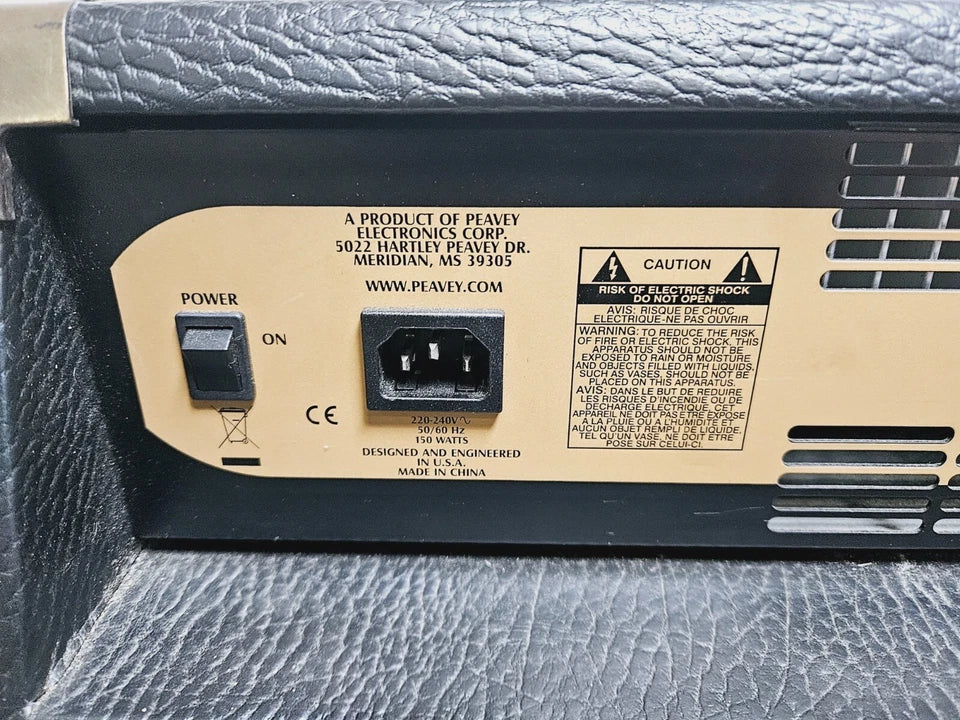 A PRODUCT OF PEAVEY
ELECTRONICS CORP.
5022 HARTLEY PEAVEY DR.
MERIDIAN, MS 39305
WWW.PEAVEY.COM
POWER
ON
CE
220-240V∿
50/60 Hz
150 WATTS
DESIGNED AND ENGINEERED
IN U.S.A.
MADE IN CHINA
CAUTION
RISK OF ELECTRIC SHOCK
DO NOT OPEN
AVIS: RISQUE DE CHOC
ELECTRIQUE-NE PAS OUVRIR
WARNING: TO REDUCE THE RISK
OF FIRE OR ELECTRIC SHOCK, THIS
APPARATUS SHOULD NOT BE
EXPOSED TO RAIN OR MOISTURE
AND OBJECTS FILLED WITH LIQUIDS,
SUCH AS VASES, SHOULD NOT BE
PLACED ON THIS APPARATUS.
AVIS: DANS LE BUT DE REDUIRE
LES RISQUES D'INCENDIE OU DE
DECHARGE ELECTRIQUE, CET
APPAREIL NE DOIT PAS ETRE EXPOSE
A LA PLUIE OU A L'HUMIDITE ET
AUCUN OBJET REMPLI DE LIQUIDE,
TEL QU'UN VASE, NE DOIT ETRE
POSE SUR CELUI-CI.